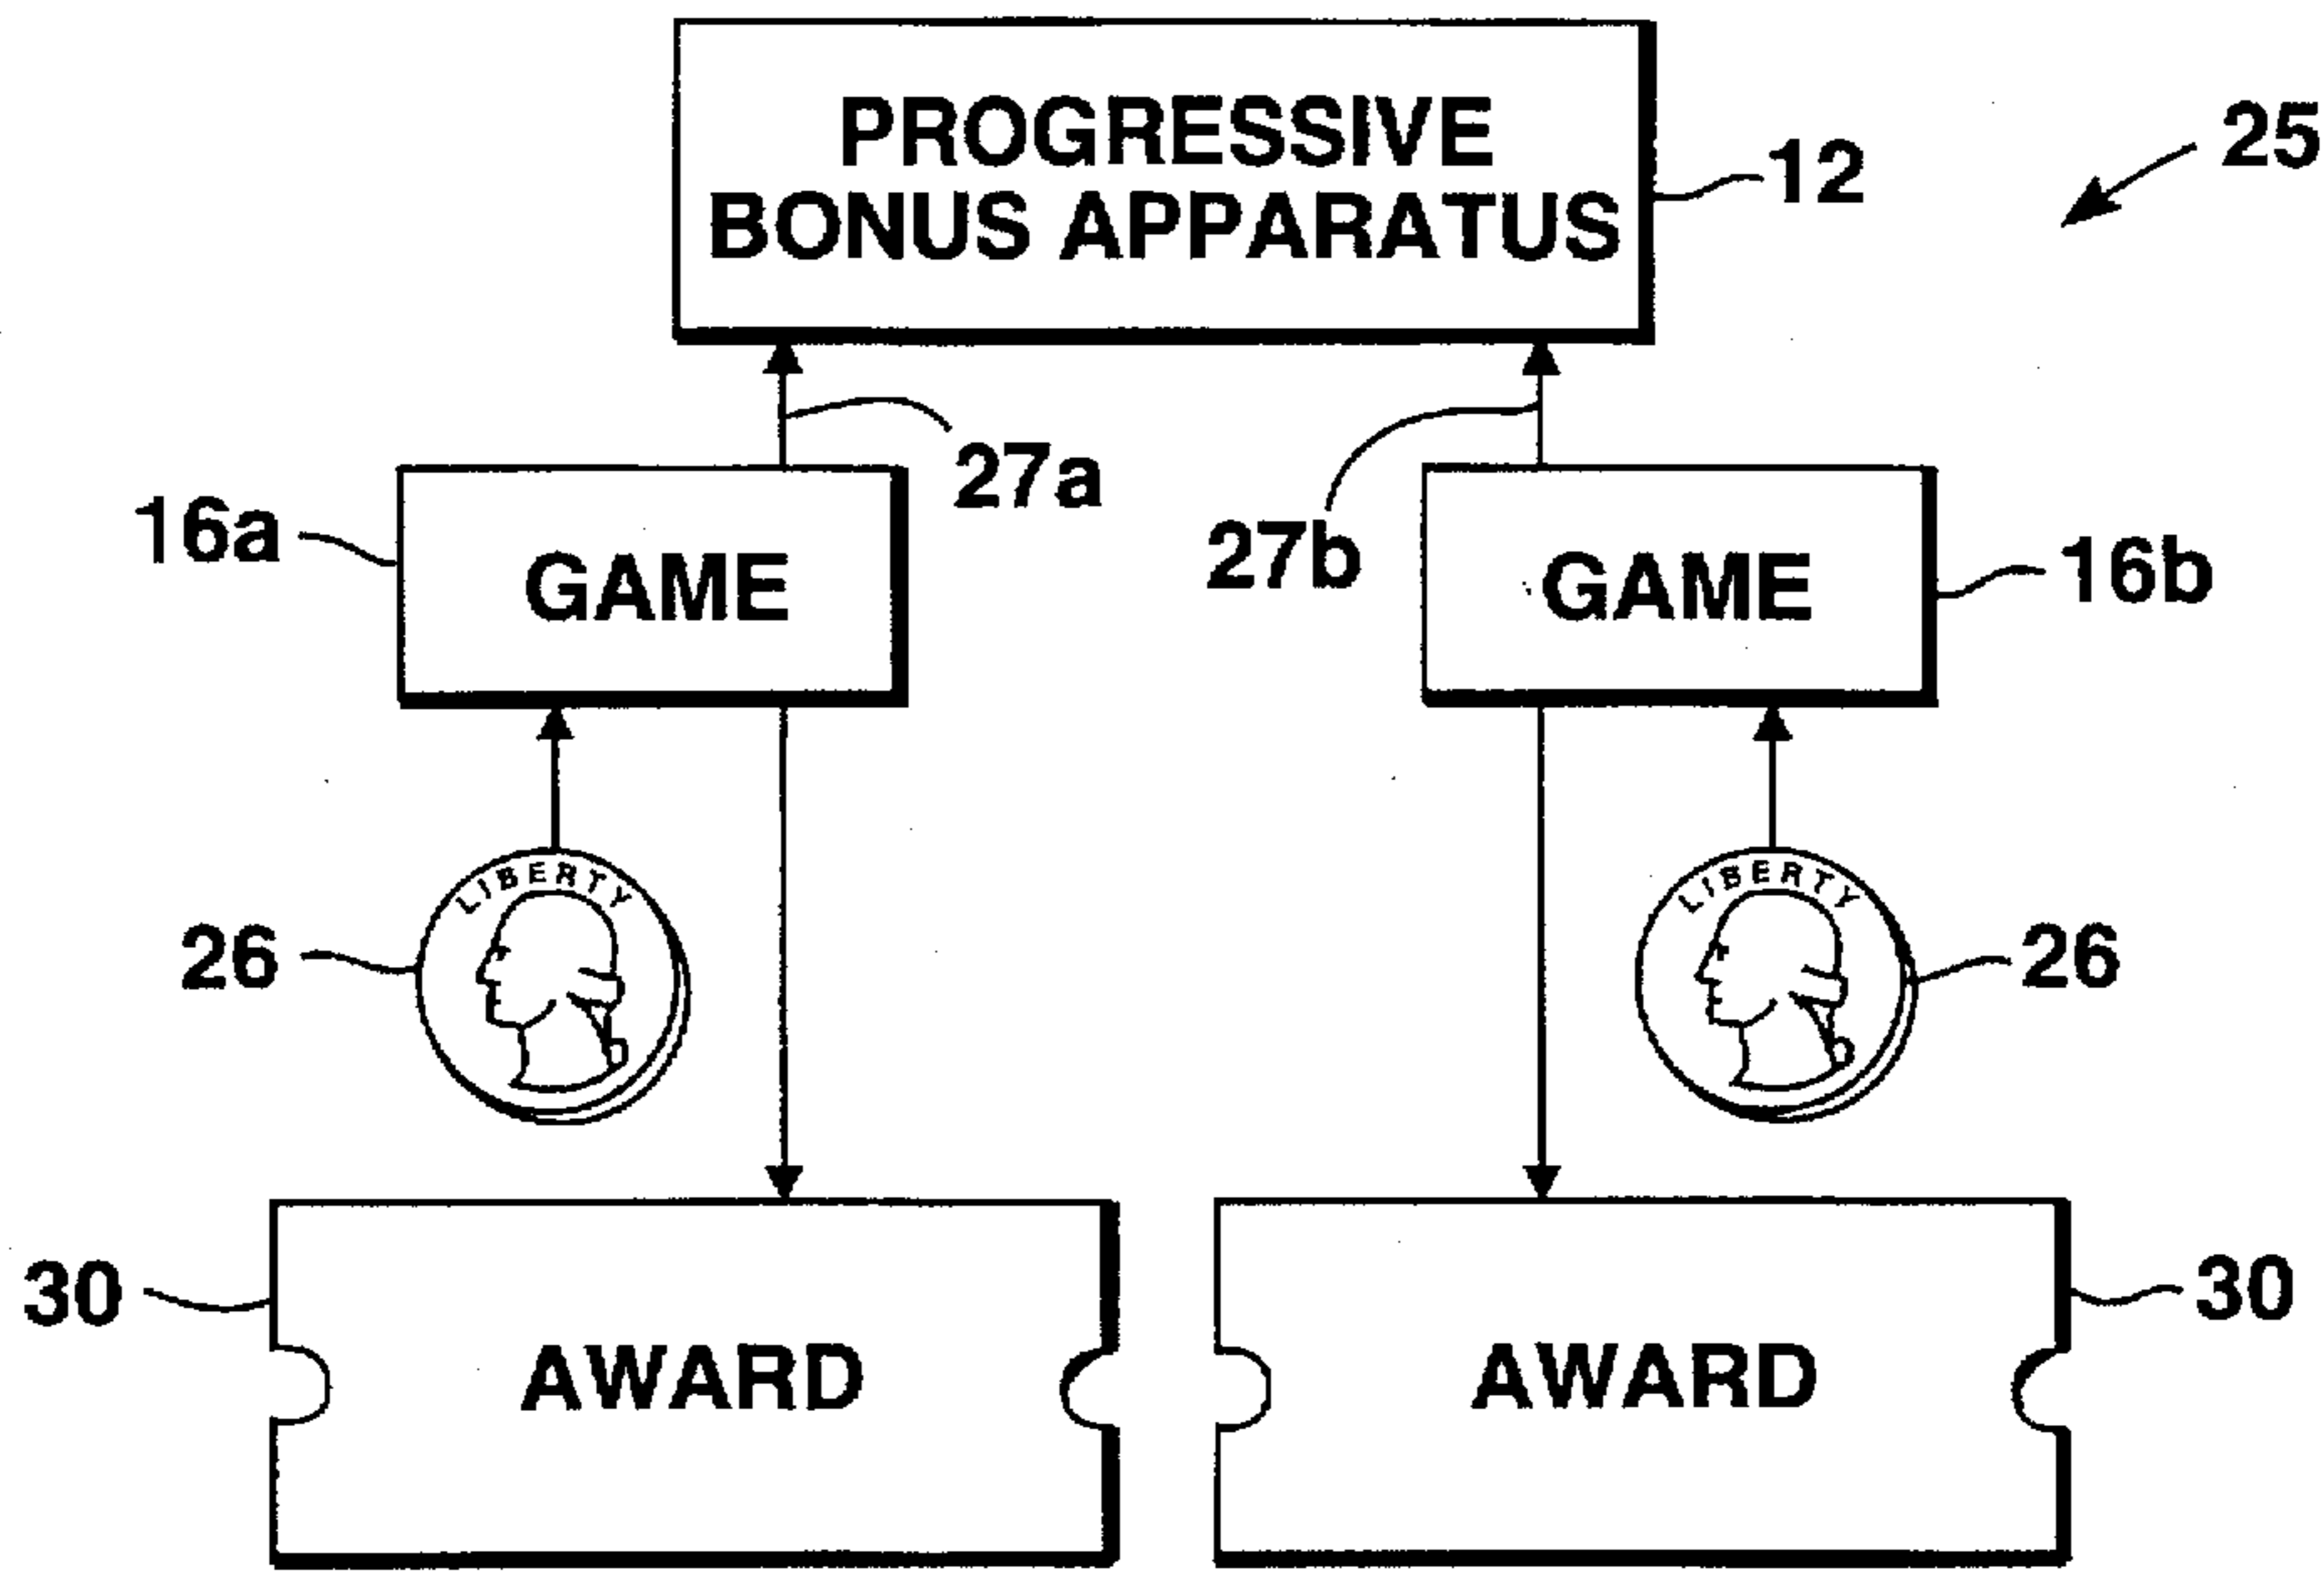 PROGRESSIVE
BONUS APPARATUS
12
25
27a
27b
16a
GAME
GAME
16b
LIBERTY
LIBERTY
26
26
30
AWARD
AWARD
30